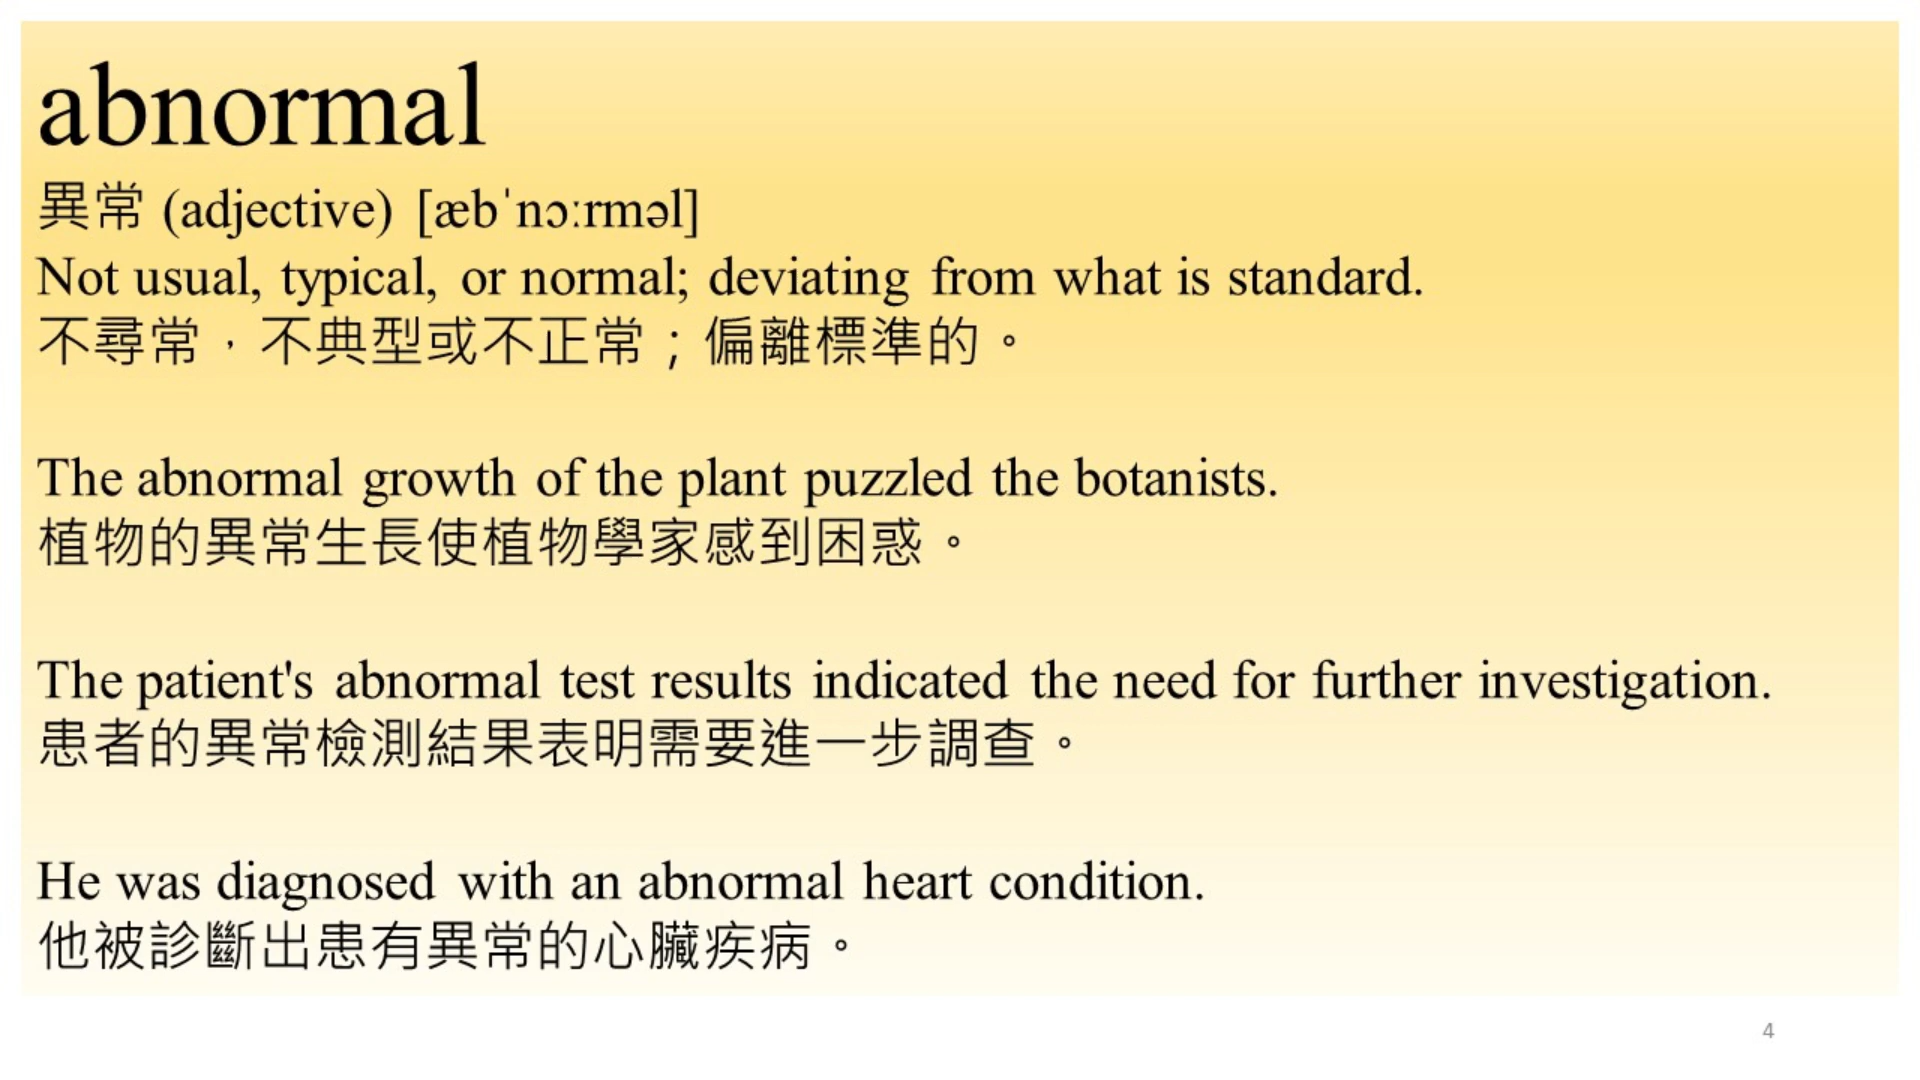 abnormal
異常 (adjective) [æbˈnɔːrməl]
Not usual, typical, or normal; deviating from what is standard.
不尋常，不典型或不正常；偏離標準的。
The abnormal growth of the plant puzzled the botanists.
植物的異常生長使植物學家感到困惑。
The patient's abnormal test results indicated the need for further investigation.
患者的異常檢測結果表明需要進一步調查。
He was diagnosed with an abnormal heart condition.
他被診斷出患有異常的心臟疾病。
4